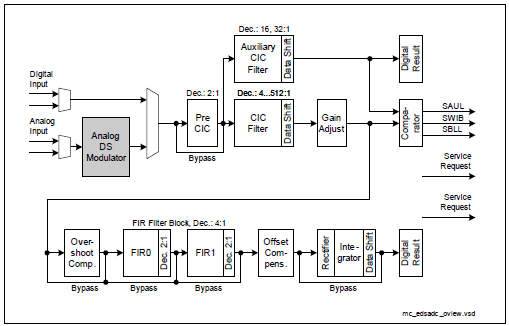 Dec.: 16, 32:1
Auxiliary
CIC
Filter
Data Shift
Digital
Result
Digital
Input
Dec.: 2:1
Dec.: 4...512:1
Analog
Input
Analog
DS
Modulator
Pre
CIC
CIC
Filter
Data Shift
Gain
Adjust
Compa-
rator
SAUL
SWIB
SBLL
Bypass
Service
Request
Service
Request
FIR Filter Block, Dec.: 4:1
Over-
shoot
Comp.
FIR0
Dec. 2:1
FIR1
Dec. 2:1
Offset
Com-
pens.
Rectifier
Inte-
grator
Data Shift
Digital
Result
Bypass
Bypass
Bypass
Bypass
mc_edsadc_oview.vsd